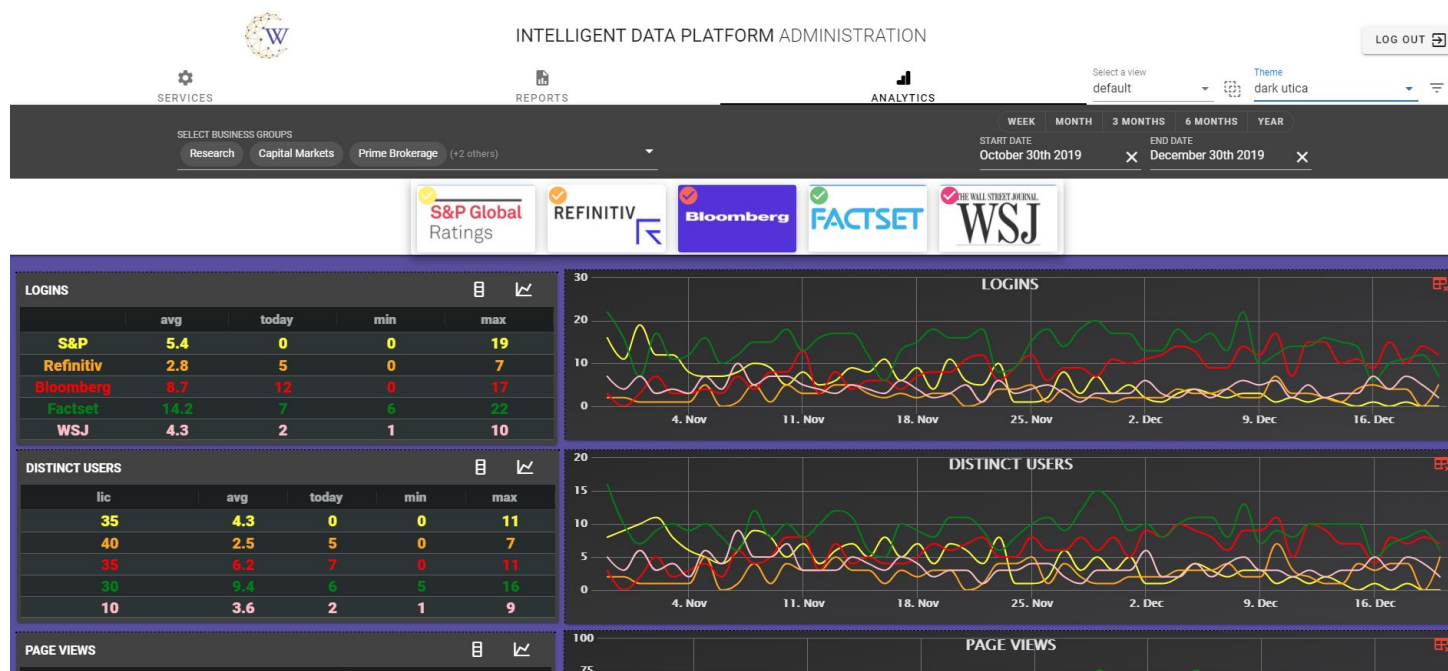 W
INTELLIGENT DATA PLATFORM ADMINISTRATION
LOG OUT
SERVICES
REPORTS
ANALYTICS
Select a view
default
Theme
dark utica
SELECT BUSINESS GROUPS
Research Capital Markets Prime Brokerage (+2 others)
WEEK MONTH 3 MONTHS 6 MONTHS YEAR
START DATE END DATE
October 30th 2019 December 30th 2019
S&P Global
Ratings
REFINITIV
Bloomberg
FACTSET
THE WALL STREET JOURNAL.
WSJ
LOGINS
avg today min max
S&P 5.4 0 0 19
Refinitiv 2.8 5 0 7
Bloomberg 8.7 12 0 17
Factset 14.2 7 6 22
WSJ 4.3 2 1 10
LOGINS
30
20
10
0
4. Nov 11. Nov 18. Nov 25. Nov 2. Dec 9. Dec 16. Dec
DISTINCT USERS
lic avg today min max
35 4.3 0 0 11
40 2.5 5 0 7
35 6.2 7 0 11
30 9.4 6 5 16
10 3.6 2 1 9
DISTINCT USERS
20
15
10
5
0
4. Nov 11. Nov 18. Nov 25. Nov 2. Dec 9. Dec 16. Dec
PAGE VIEWS
PAGE VIEWS
100
75